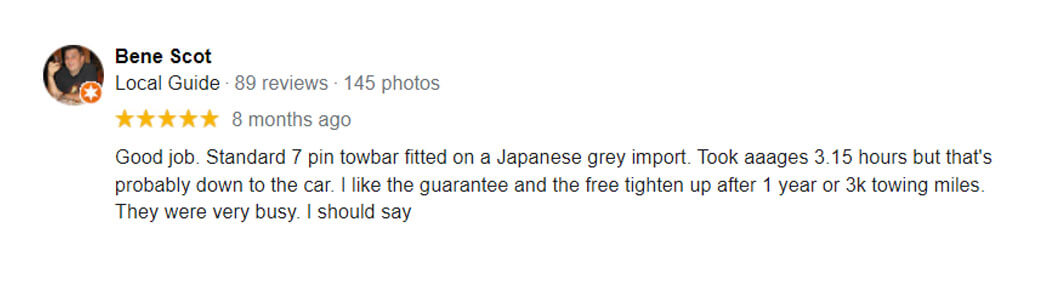 Bene Scot
Local Guide · 89 reviews · 145 photos
8 months ago
Good job. Standard 7 pin towbar fitted on a Japanese grey import. Took aaages 3.15 hours but that's
probably down to the car. I like the guarantee and the free tighten up after 1 year or 3k towing miles.
They were very busy. I should say